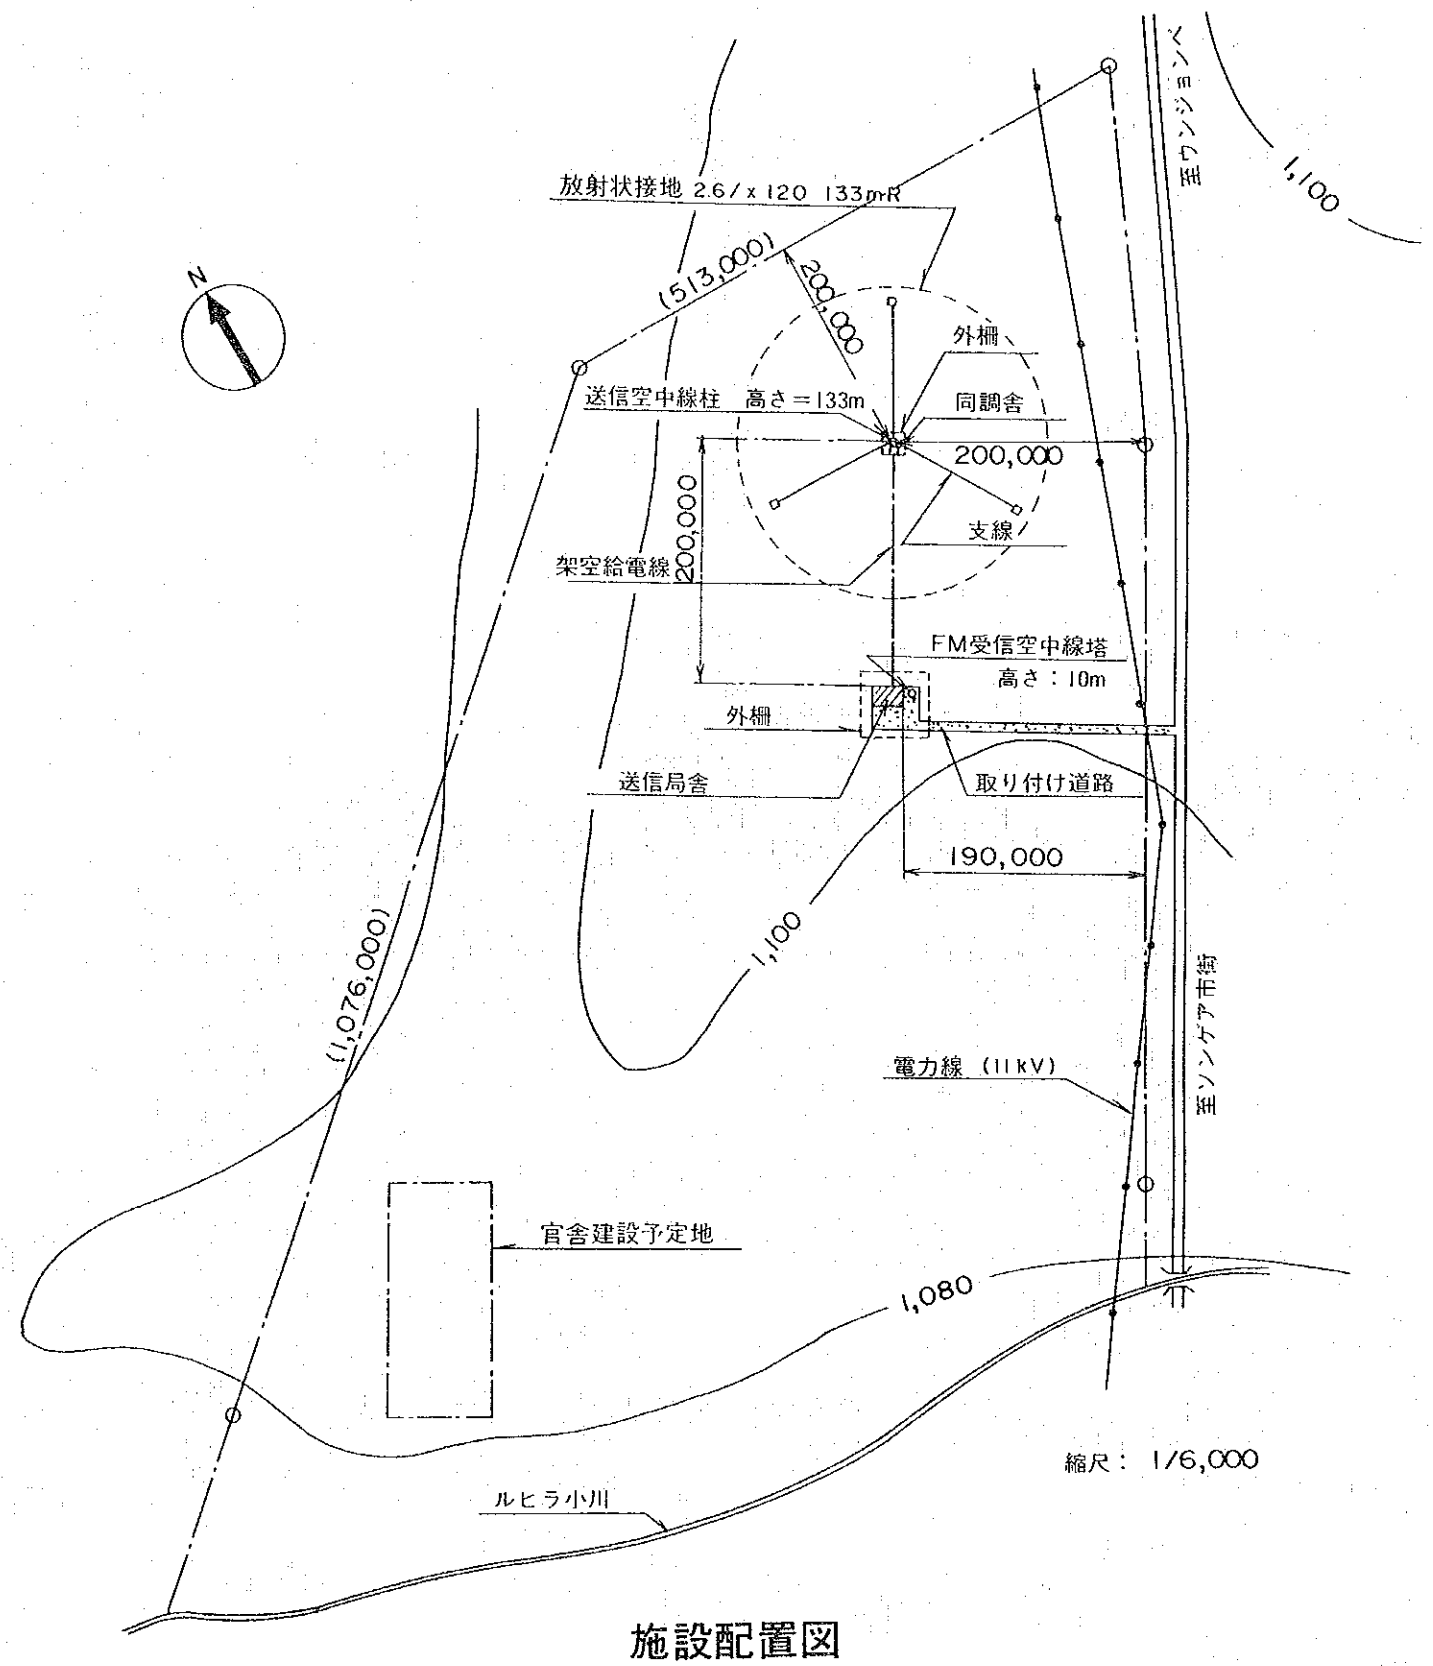 至ウンジョンベ
1,100
放射状接地 2.6/x120 133mR
N
(513,000)
200,000
外柵
送信空中線柱 高さ=133m
同調舎
200,000
200,000
支線
架空給電線
FM受信空中線塔
高さ:10m
外柵
送信局舎
取り付け道路
190,000
1,100
(1,076,000)
至ソンゲア市街
電力線 (11kV)
官舎建設予定地
1,080
縮尺: 1/6,000
ルヒラ小川
施設配置図